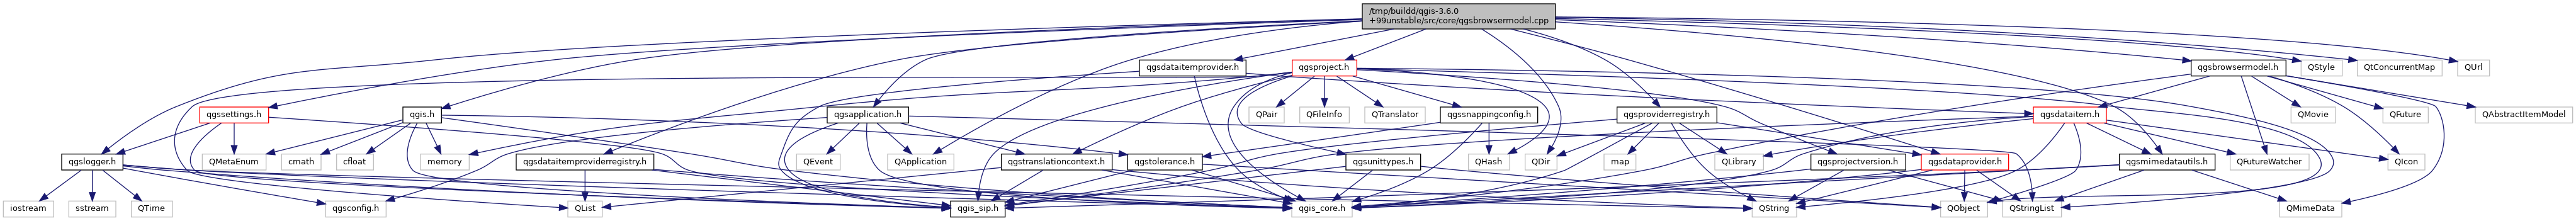 /tmp/buildd/qgis-3.6.0
+99unstable/src/core/qgsbrowsermodel.cpp
qgsdataitemprovider.h
qgsproject.h
qgsbrowsermodel.h
QStyle
QtConcurrentMap
QUrl
qgssettings.h
qgis.h
qgsapplication.h
QPair
QFileInfo
QTranslator
qgssnappingconfig.h
qgsproviderregistry.h
qgsdataitem.h
QMovie
QFuture
QAbstractItemModel
qgslogger.h
QMetaEnum
cmath
cfloat
memory
qgsdataitemproviderregistry.h
QEvent
QApplication
qgstranslationcontext.h
qgstolerance.h
qgsunittypes.h
QHash
QDir
map
QLibrary
qgsprojectversion.h
qgsdataprovider.h
qgsmimedatautils.h
QFutureWatcher
QIcon
iostream
sstream
QTime
qgsconfig.h
QList
qgis_sip.h
qgis_core.h
QString
QObject
QStringList
QMimeData